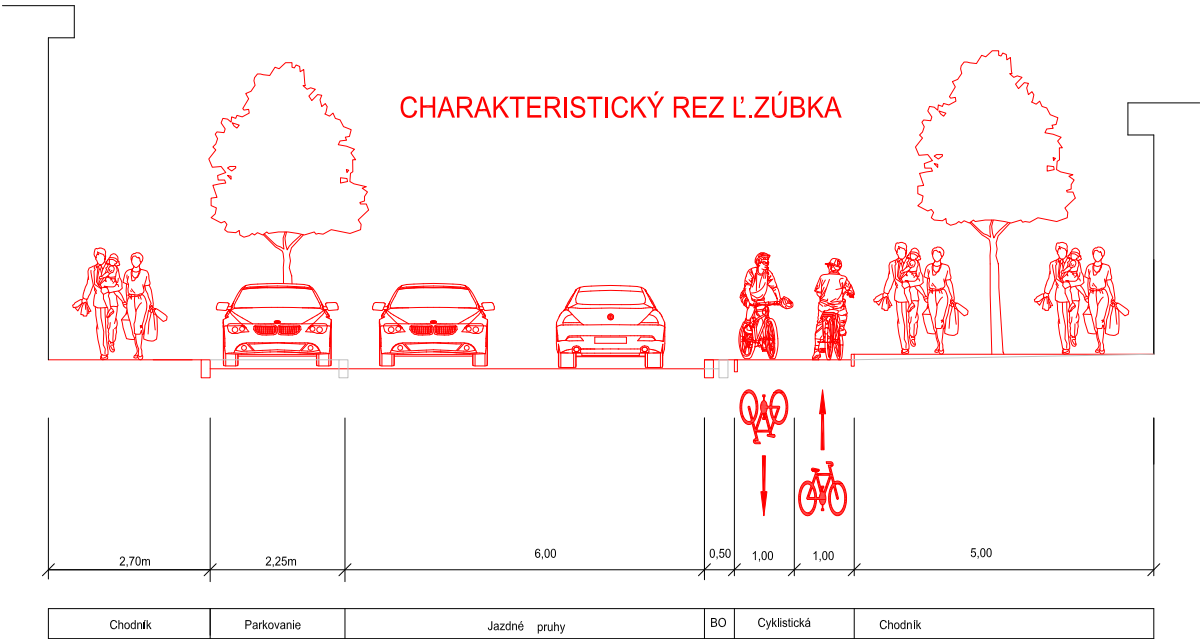 CHARAKTERISTICKÝ REZ Ľ.ZÚBKA
2,70m 2,25m 6,00 0,50 1,00 1,00 5,00
Chodník Parkovanie Jazdné pruhy BO Cyklistická Chodník